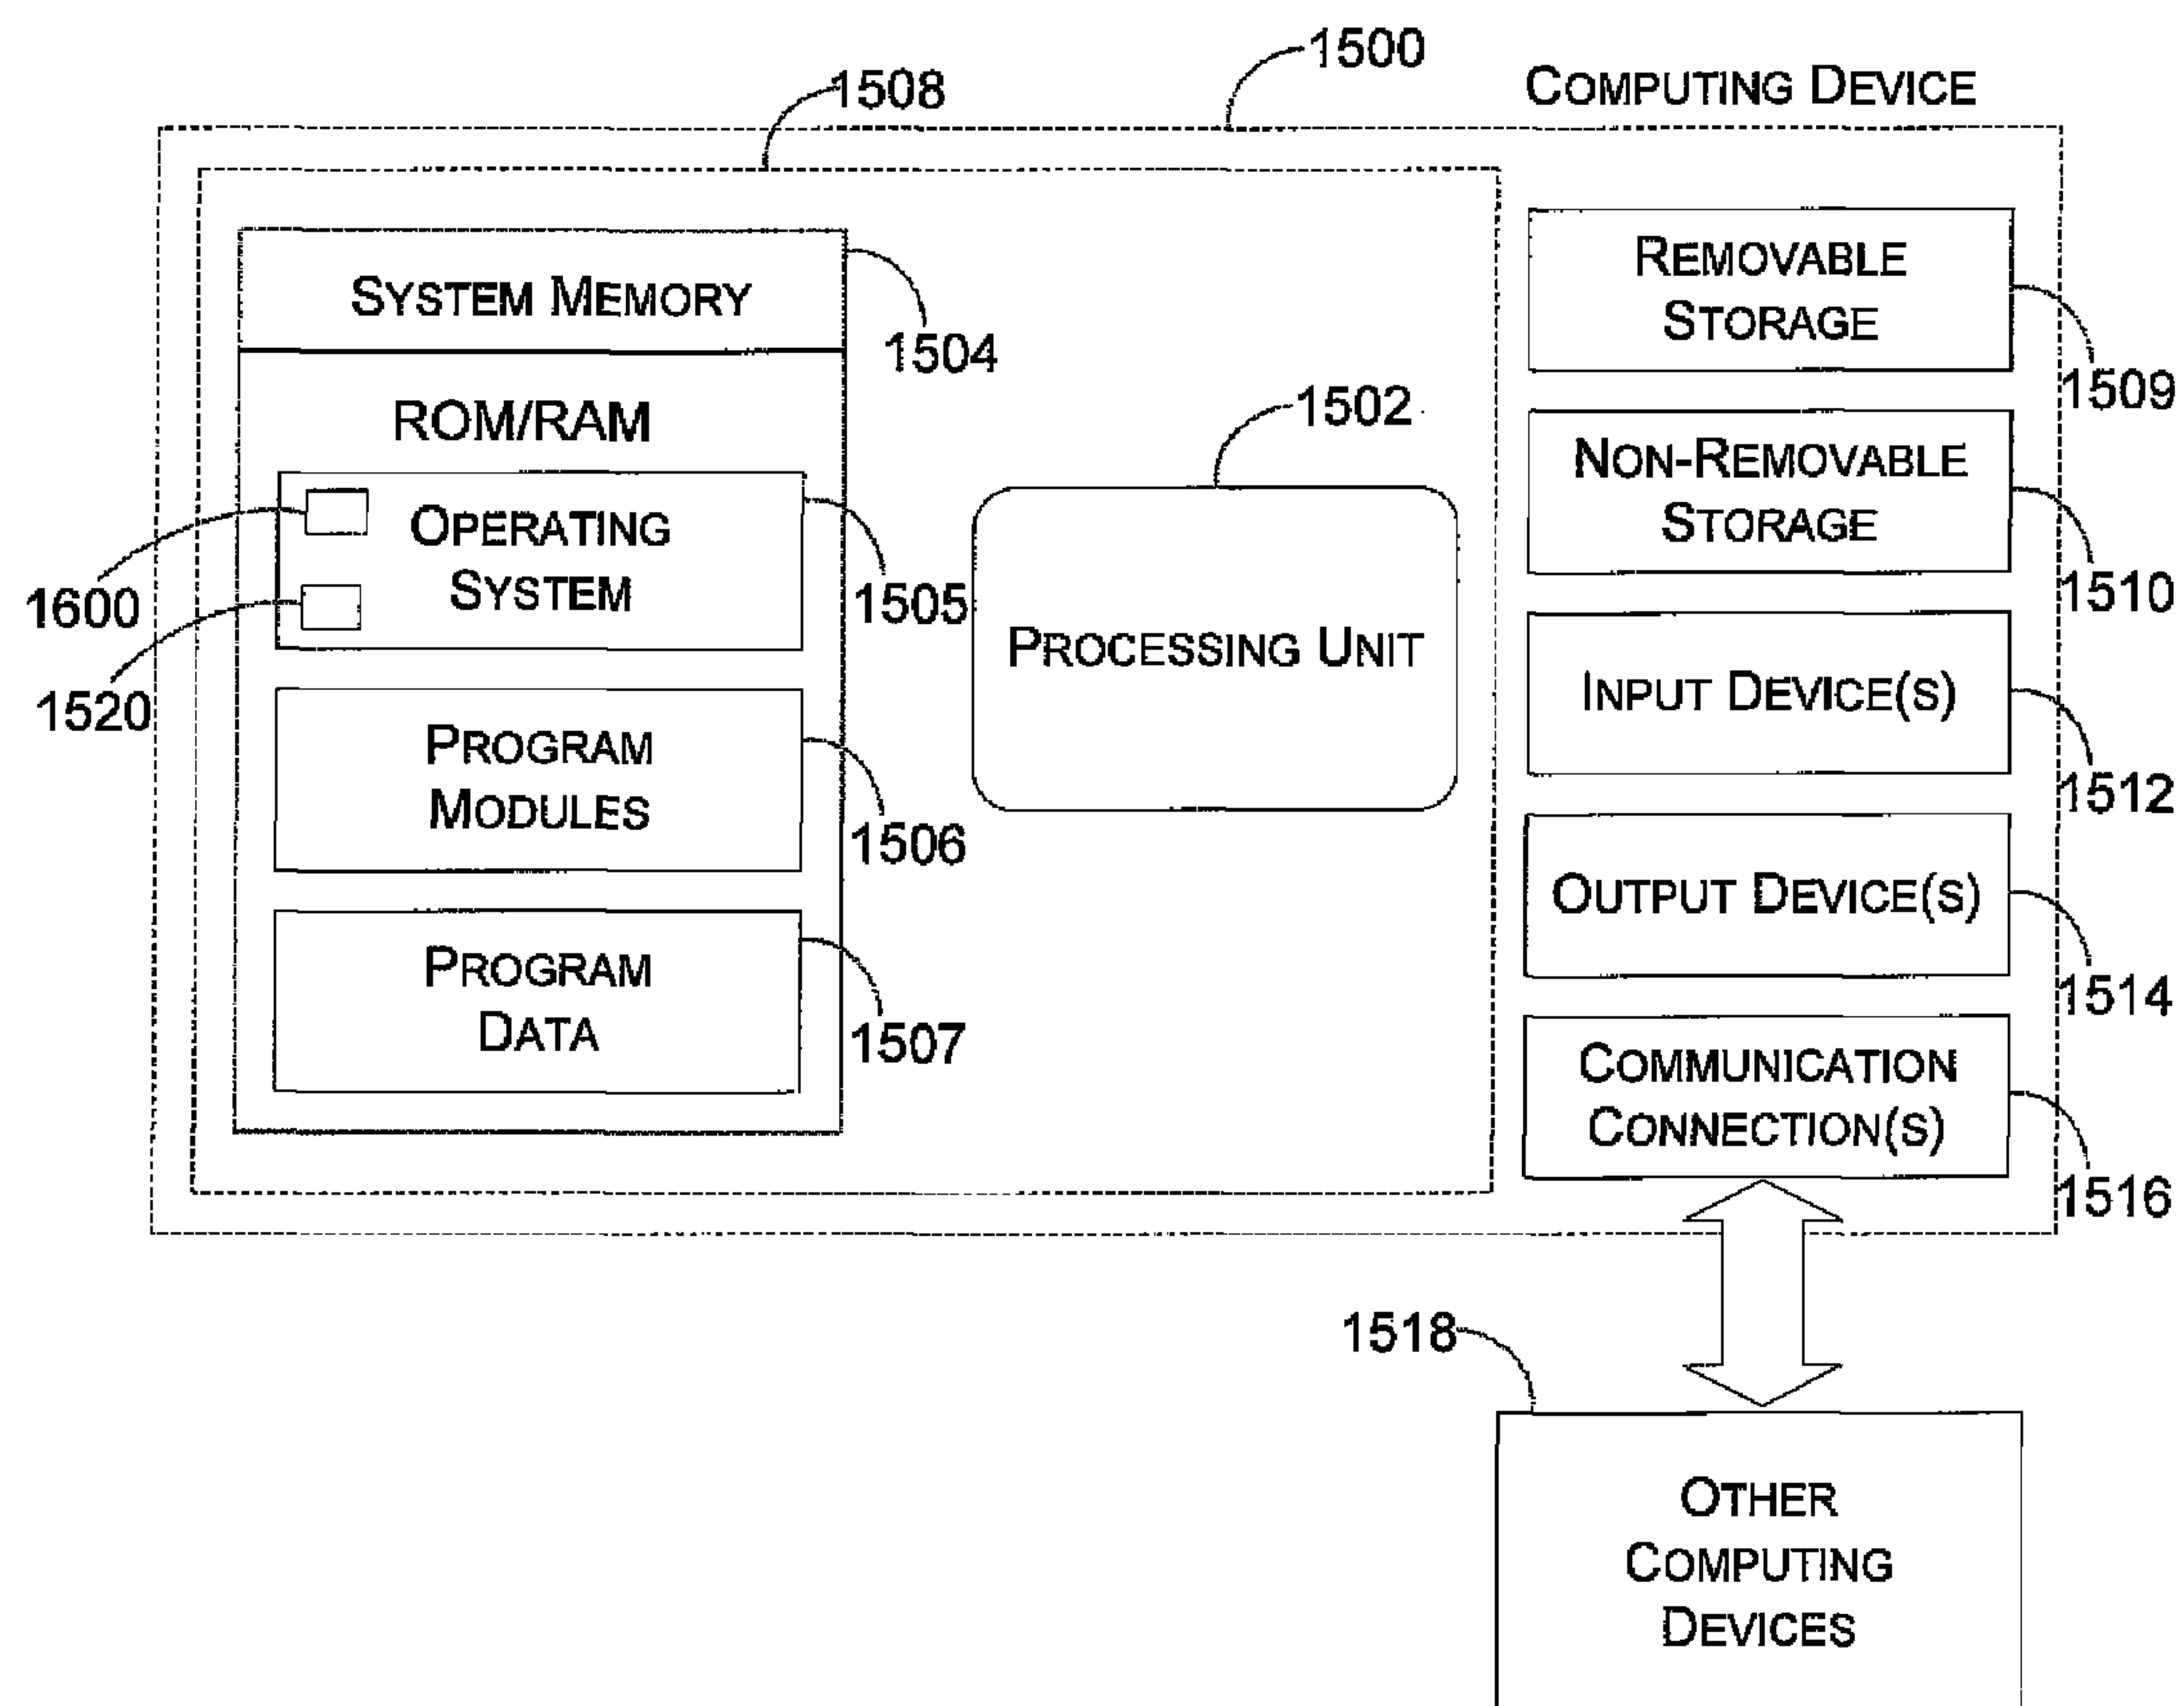 1500
COMPUTING DEVICE
1508
SYSTEM MEMORY
1504
ROM/RAM
OPERATING
SYSTEM
1505
1600
1520
PROGRAM
MODULES
1506
PROGRAM
DATA
1507
1502
PROCESSING UNIT
REMOVABLE
STORAGE
1509
NON-REMOVABLE
STORAGE
1510
INPUT DEVICE(S)
1512
OUTPUT DEVICE(S)
1514
COMMUNICATION
CONNECTION(S)
1516
1518
OTHER
COMPUTING
DEVICES